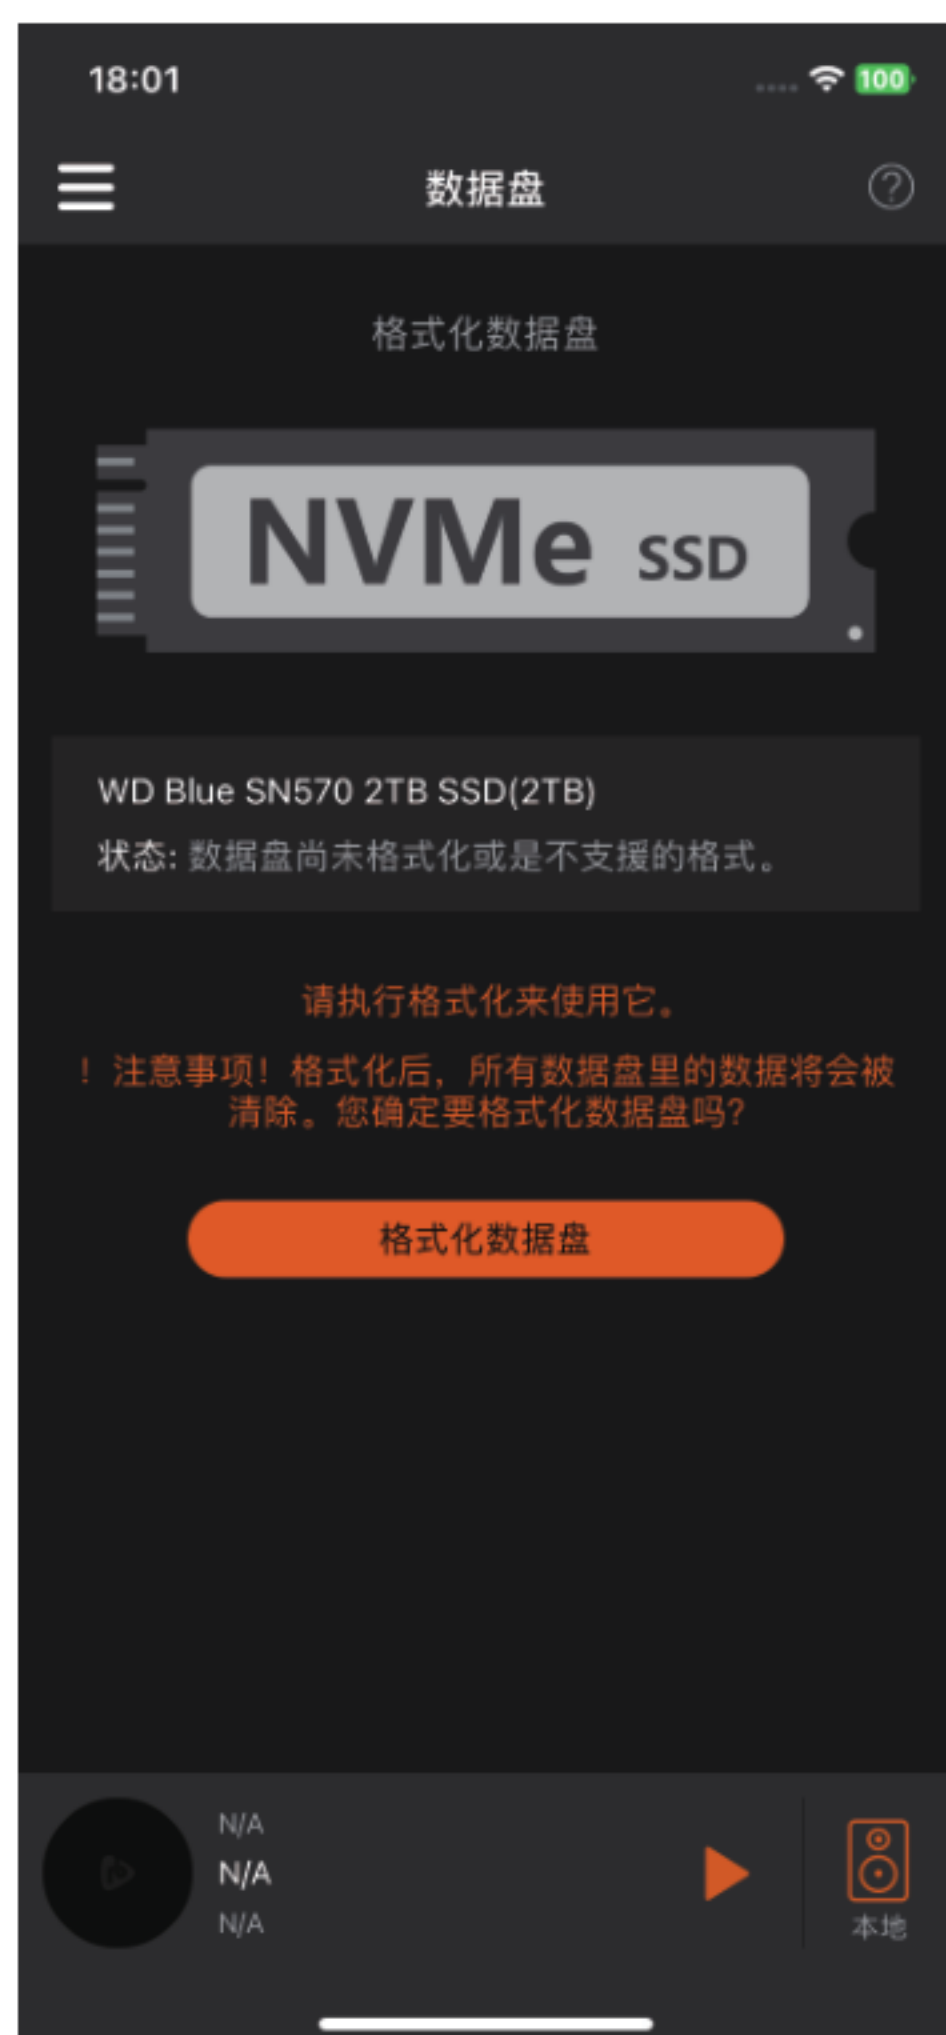 18:01
100
数据盘
?
格式化数据盘
NVMe SSD
WD Blue SN570 2TB SSD(2TB)
状态: 数据盘尚未格式化或是不支援的格式。
请执行格式化来使用它。
！注意事项！格式化后，所有数据盘里的数据将会被
清除。您确定要格式化数据盘吗?
格式化数据盘
N/A
N/A
N/A
本地